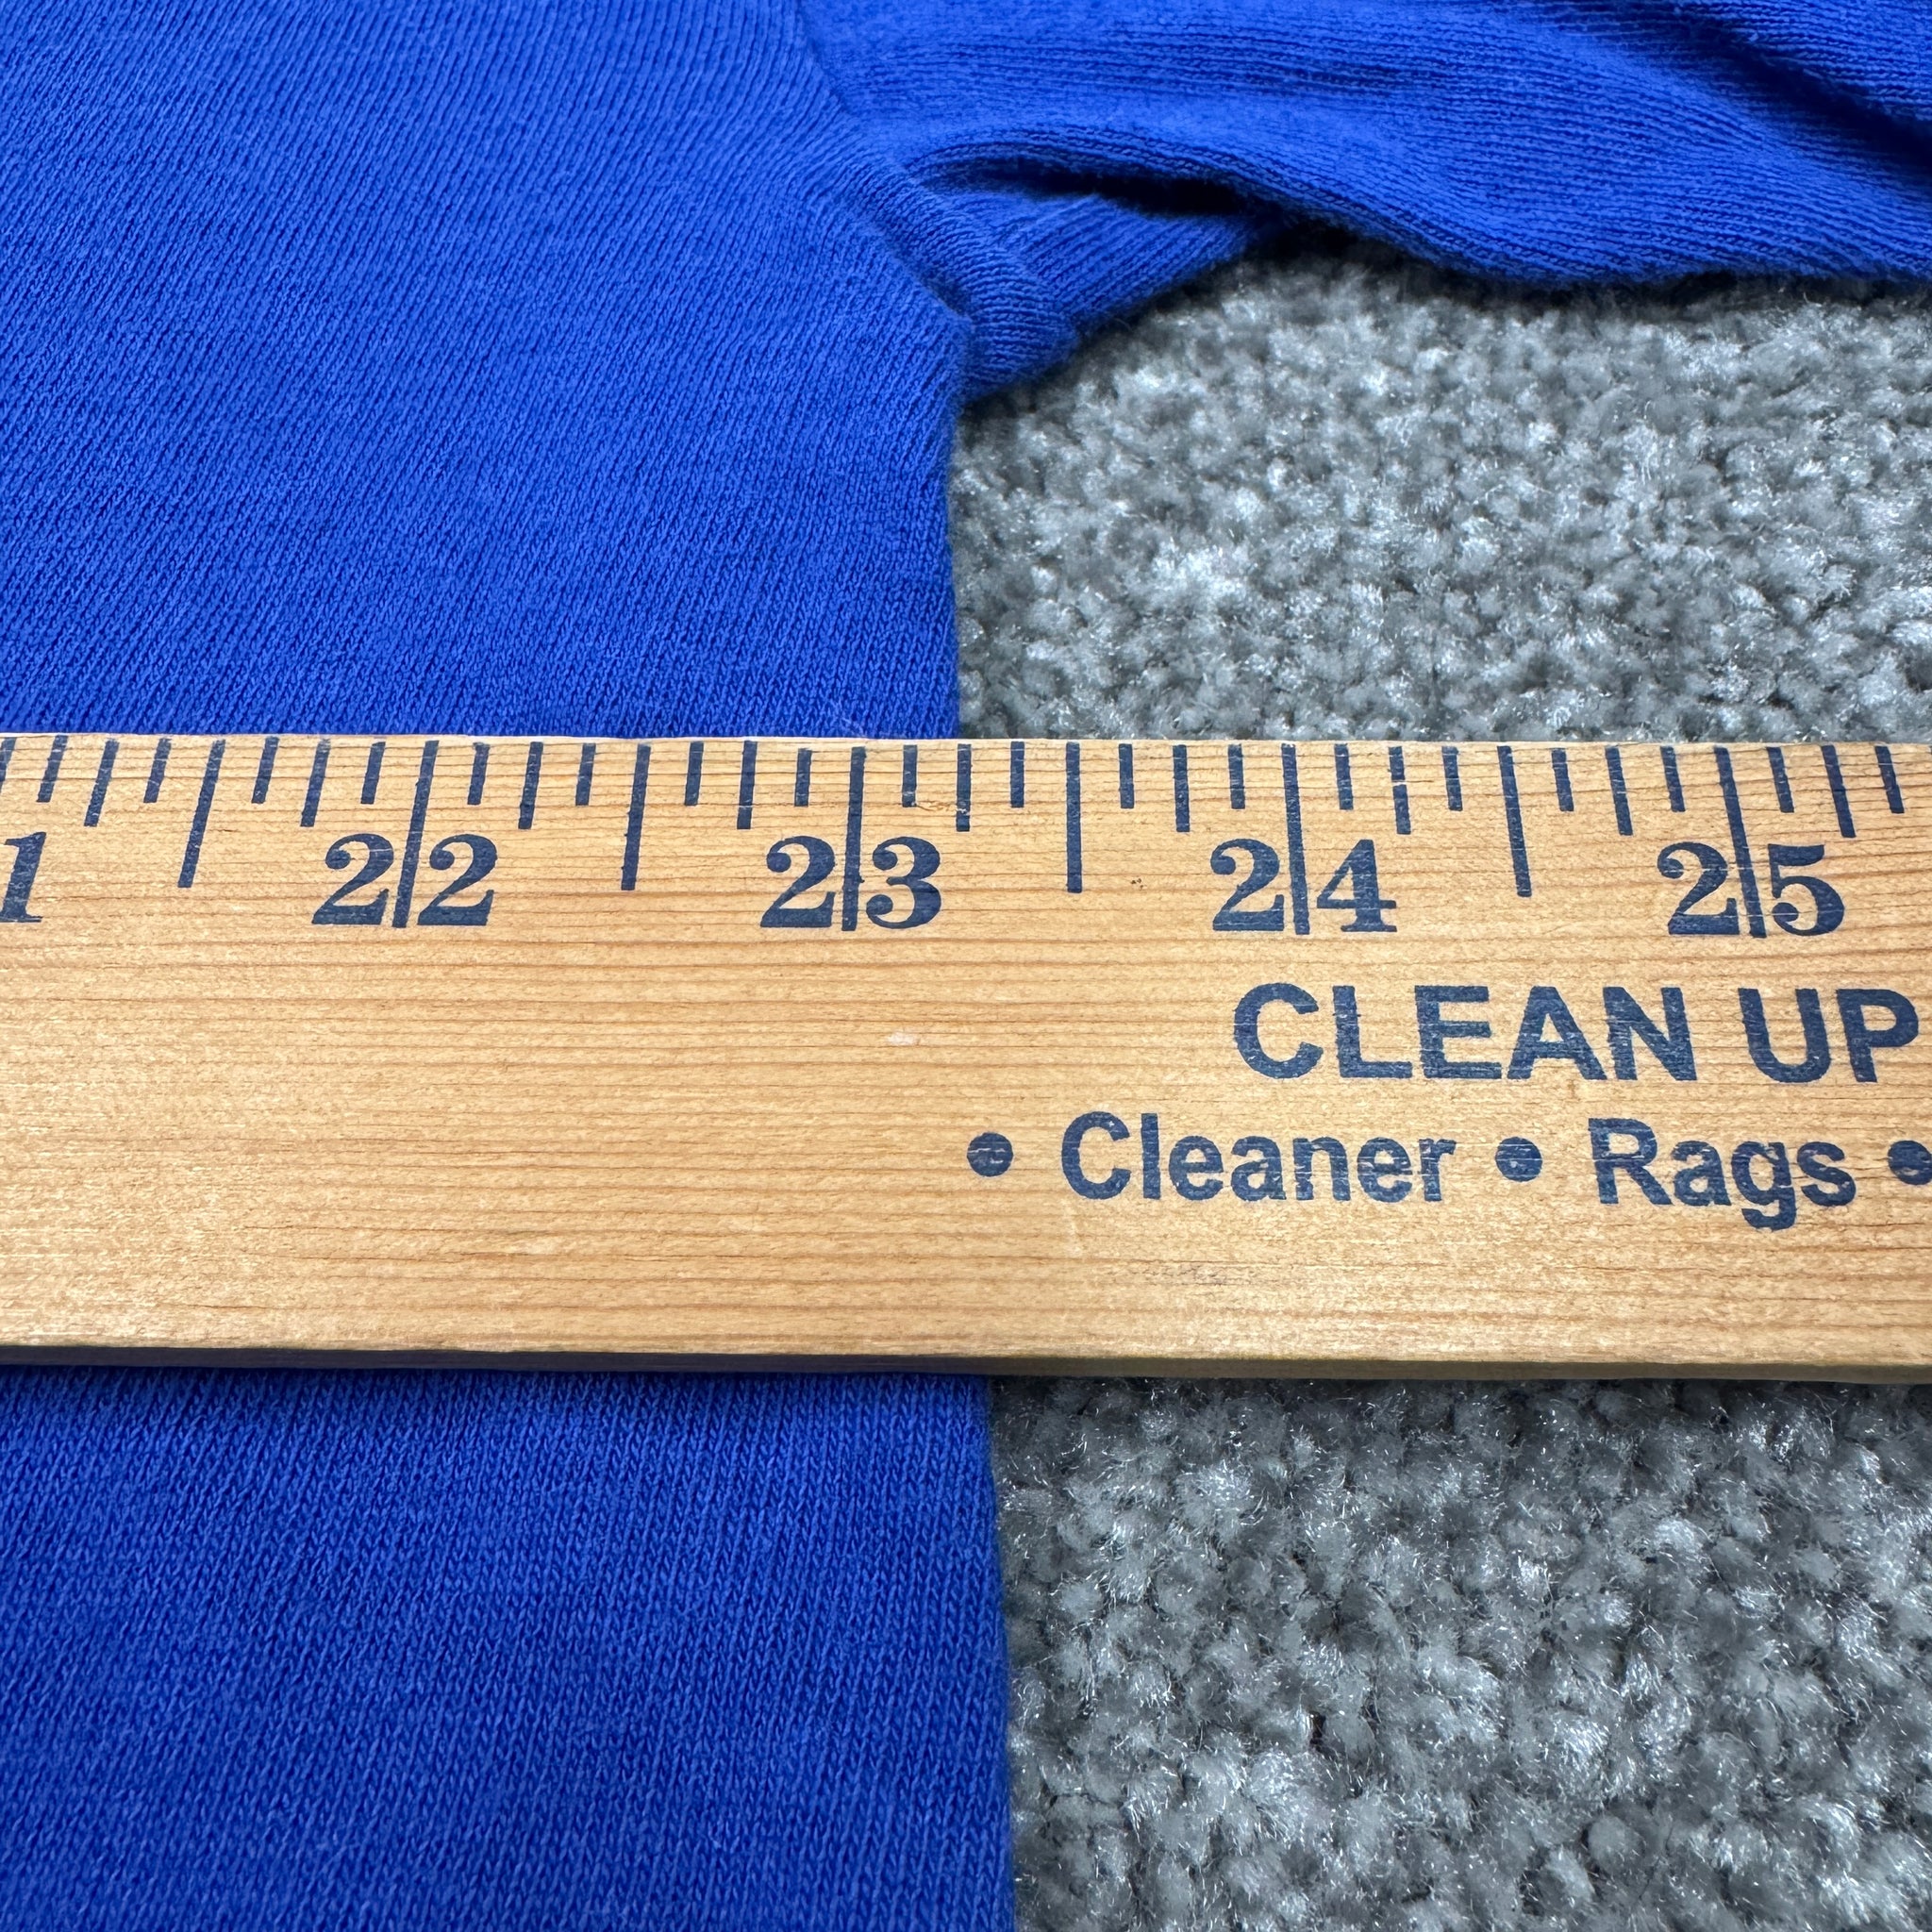 1 22 23 24 25
CLEAN UP
• Cleaner • Rags •